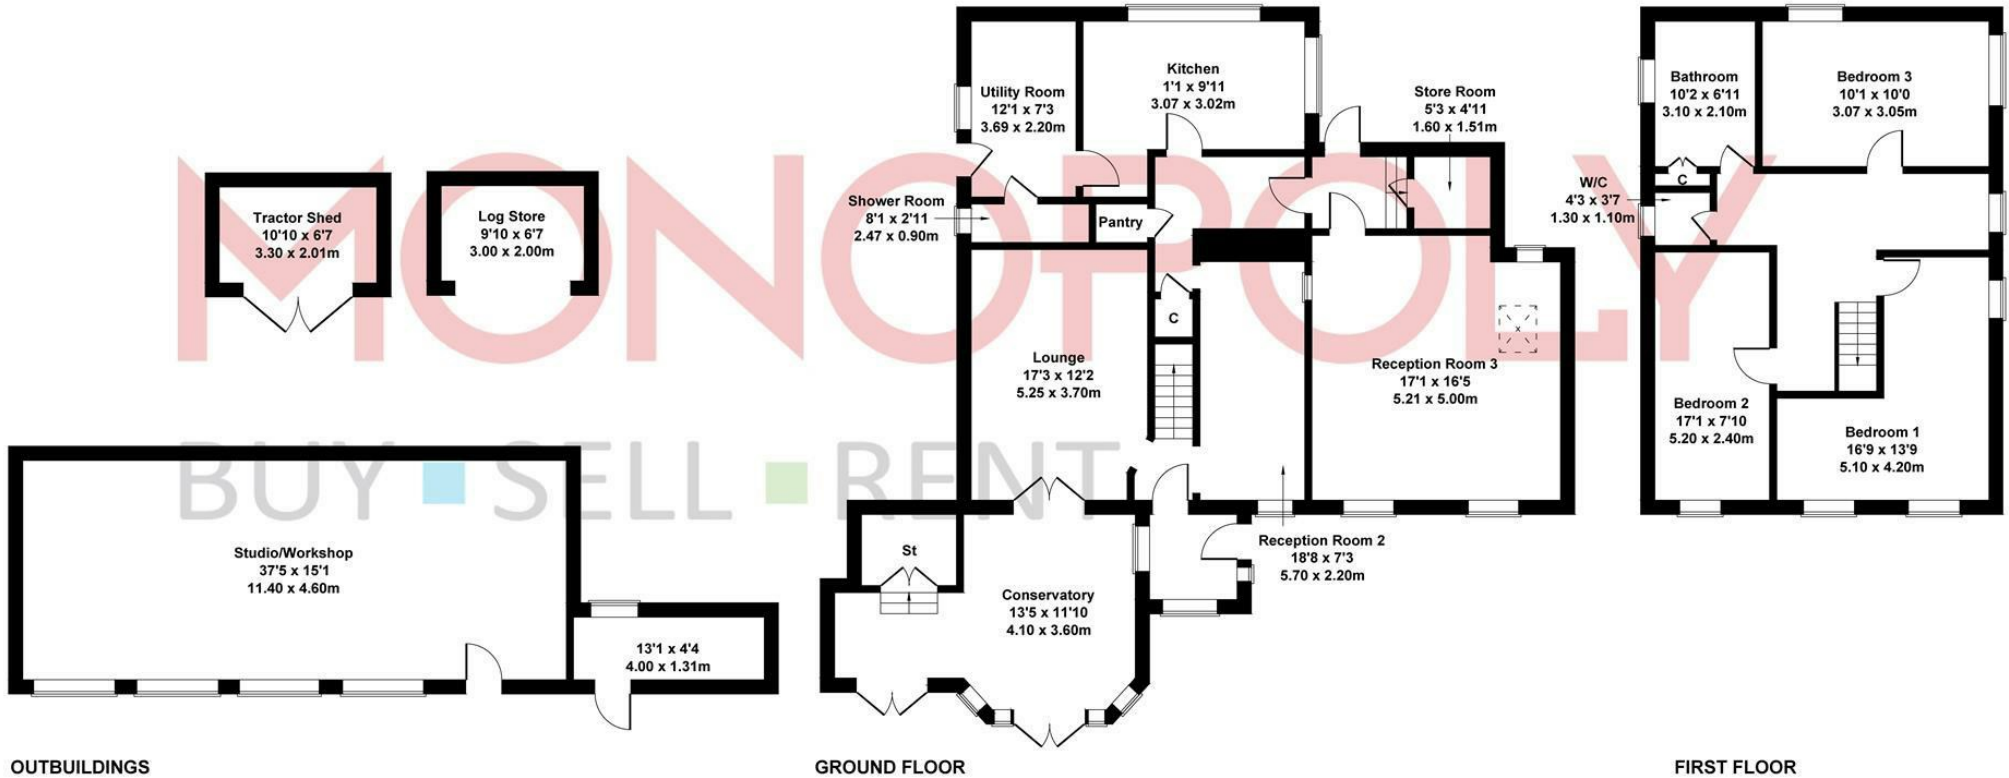 MONOPOLY
BUY SELL RENT
Tractor Shed
10'10 x 6'7
3.30 x 2.01m
Log Store
9'10 x 6'7
3.00 x 2.00m
Studio/Workshop
37'5 x 15'1
11.40 x 4.60m
13'1 x 4'4
4.00 x 1.31m
OUTBUILDINGS
Utility Room
12'1 x 7'3
3.69 x 2.20m
Kitchen
1'1 x 9'11
3.07 x 3.02m
Store Room
5'3 x 4'11
1.60 x 1.51m
Shower Room
8'1 x 2'11
2.47 x 0.90m
Pantry
C
Lounge
17'3 x 12'2
5.25 x 3.70m
Reception Room 3
17'1 x 16'5
5.21 x 5.00m
Reception Room 2
18'8 x 7'3
5.70 x 2.20m
St
Conservatory
13'5 x 11'10
4.10 x 3.60m
GROUND FLOOR
Bathroom
10'2 x 6'11
3.10 x 2.10m
Bedroom 3
10'1 x 10'0
3.07 x 3.05m
C
W/C
4'3 x 3'7
1.30 x 1.10m
Bedroom 2
17'1 x 7'10
5.20 x 2.40m
Bedroom 1
16'9 x 13'9
5.10 x 4.20m
FIRST FLOOR